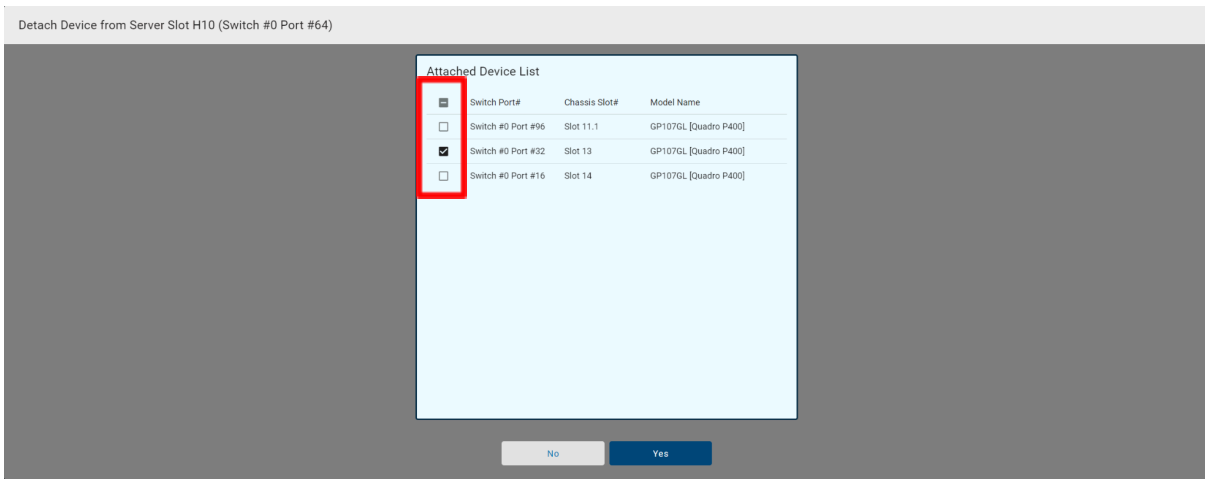 Detach Device from Server Slot H10 (Switch #0 Port #64)
Attached Device List
Switch Port# Chassis Slot# Model Name
Switch #0 Port #96 Slot 11.1 GP107GL [Quadro P400]
Switch #0 Port #32 Slot 13 GP107GL [Quadro P400]
Switch #0 Port #16 Slot 14 GP107GL [Quadro P400]
No Yes